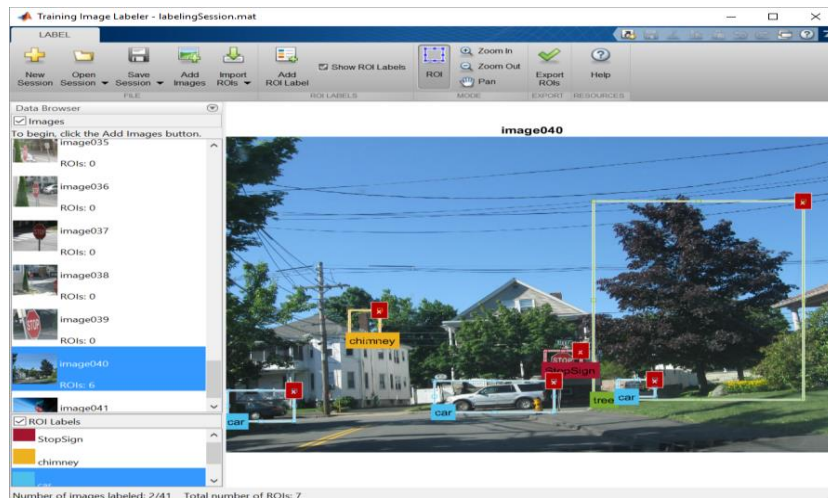 Training Image Labeler - labelingSession.mat
LABEL
New Session
Open Session
Save Session
Add Images
Import ROIs
Add ROI Label
Show ROI Labels
ROI
Zoom In
Zoom Out
Pan
Export ROIs
Help
FILE
ROI LABELS
MODE
EXPORT
RESOURCES
Data Browser
Images
To begin, click the Add Images button.
image035
ROIs: 0
image036
ROIs: 0
image037
ROIs: 0
image038
ROIs: 0
image039
ROIs: 0
STOP
image040
ROIs: 6
image041
ROI Labels
StopSign
chimney
car
image040
chimney
STOP
StopSign
car
car
tree
car
Number of images labeled: 2/41 Total number of ROIs: 7